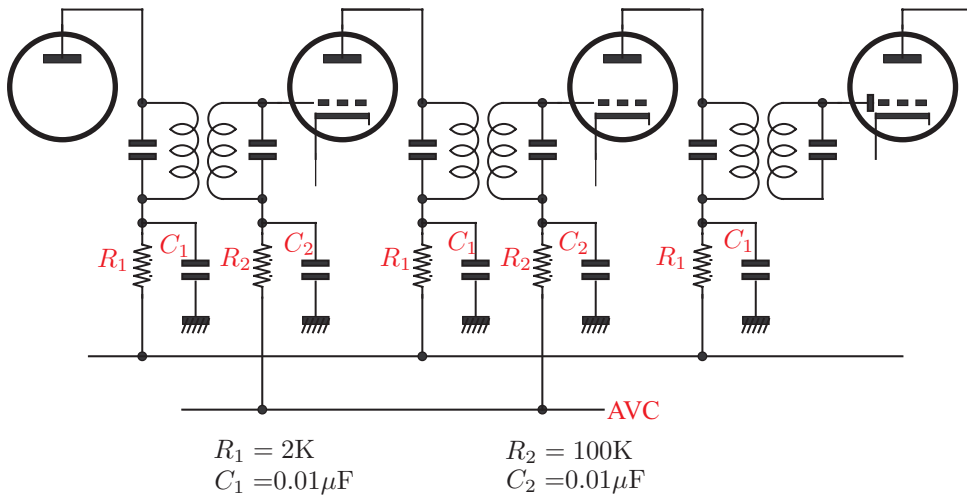 C₁ C₂ C₁ C₂ C₁
R₁ R₂ R₁ R₂ R₁
AVC
R₁ = 2K R₂ = 100K
C₁ =0.01μF C₂ =0.01μF